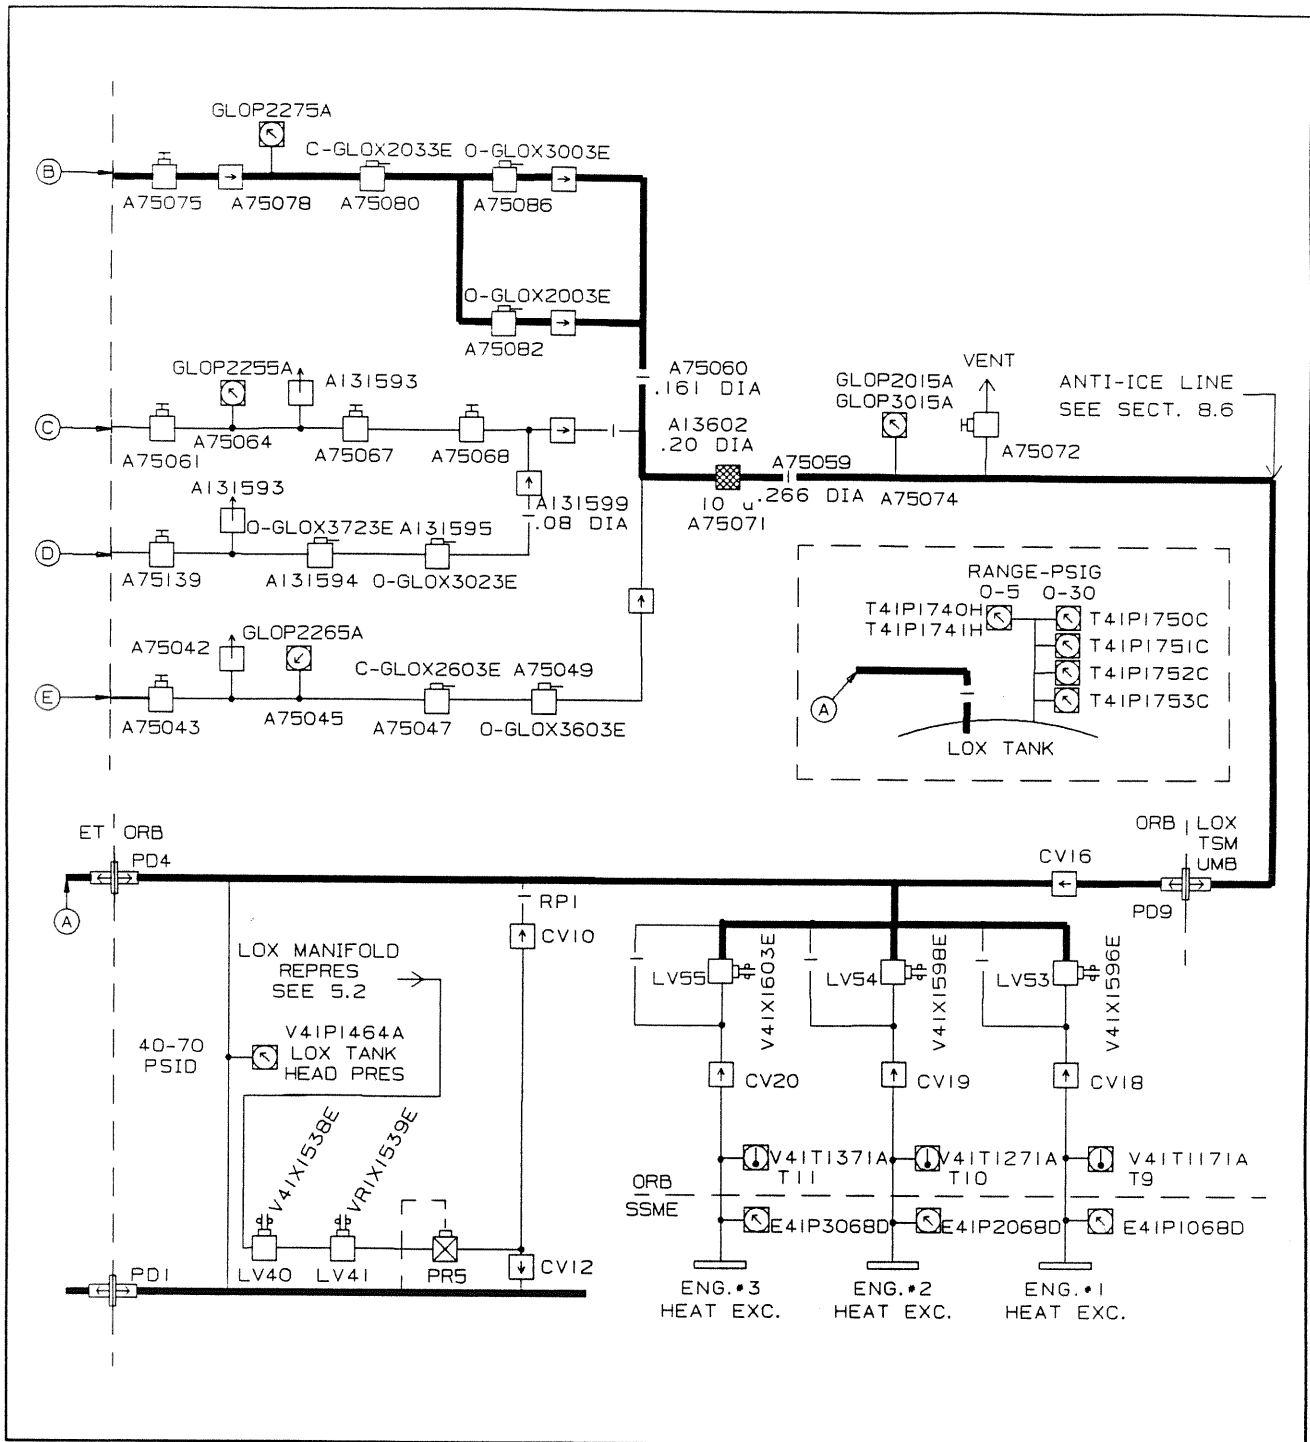 GLOP2275A
C-GLOX2033E O-GLOX3003E
B
A75075 A75078 A75080 A75086
O-GLOX2003E
A75082
GLOP2255A
A131593
A75060
.161 DIA
GLOP2015A
GLOP3015A
VENT
ANTI-ICE LINE
SEE SECT. 8.6
C
A75061
A75064
A75067
A75068
A13602
.20 DIA
A75072
A75059
.266 DIA
A75074
10 u
A75071
A131593
A131599
.08 DIA
O-GLOX3723E A131595
D
A75139
A131594
O-GLOX3023E
RANGE-PSIG
0-5 0-30
T41P1740H
T41P1741H
T41P1750C
T41P1751C
T41P1752C
T41P1753C
A
LOX TANK
A75042
GLOP2265A
C-GLOX2603E A75049
E
A75043
A75045
A75047
O-GLOX3603E
ET ORB
PD4
ORB LOX
TSM
UMB
CV16
PD9
A
RP1
CV10
LOX MANIFOLD
REPRES
SEE 5.2
LV55
V41X1603E
LV54
V41X1598E
LV53
V41X1596E
40-70
PSID
V41P1464A
LOX TANK
HEAD PRES
CV20
CV19
CV18
V41X1538E
VR1X1539E
V41T1371A
T11
V41T1271A
T10
V41T1171A
T9
ORB
SSME
E41P3068D
E41P2068D
E41P1068D
PD1
LV40
LV41
PR5
CV12
ENG.#3
HEAT EXC.
ENG.#2
HEAT EXC.
ENG.#1
HEAT EXC.